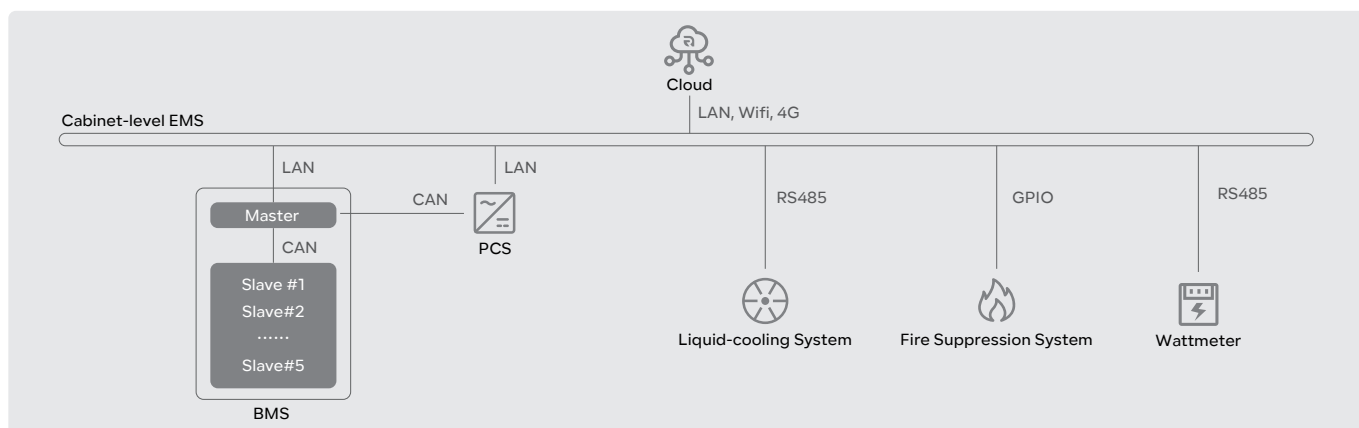 Cloud
LAN, Wifi, 4G
Cabinet-level EMS
LAN
LAN
Master
CAN
PCS
CAN
Slave #1
Slave#2
......
Slave#5
BMS
RS485
Liquid-cooling System
GPIO
Fire Suppression System
RS485
Wattmeter